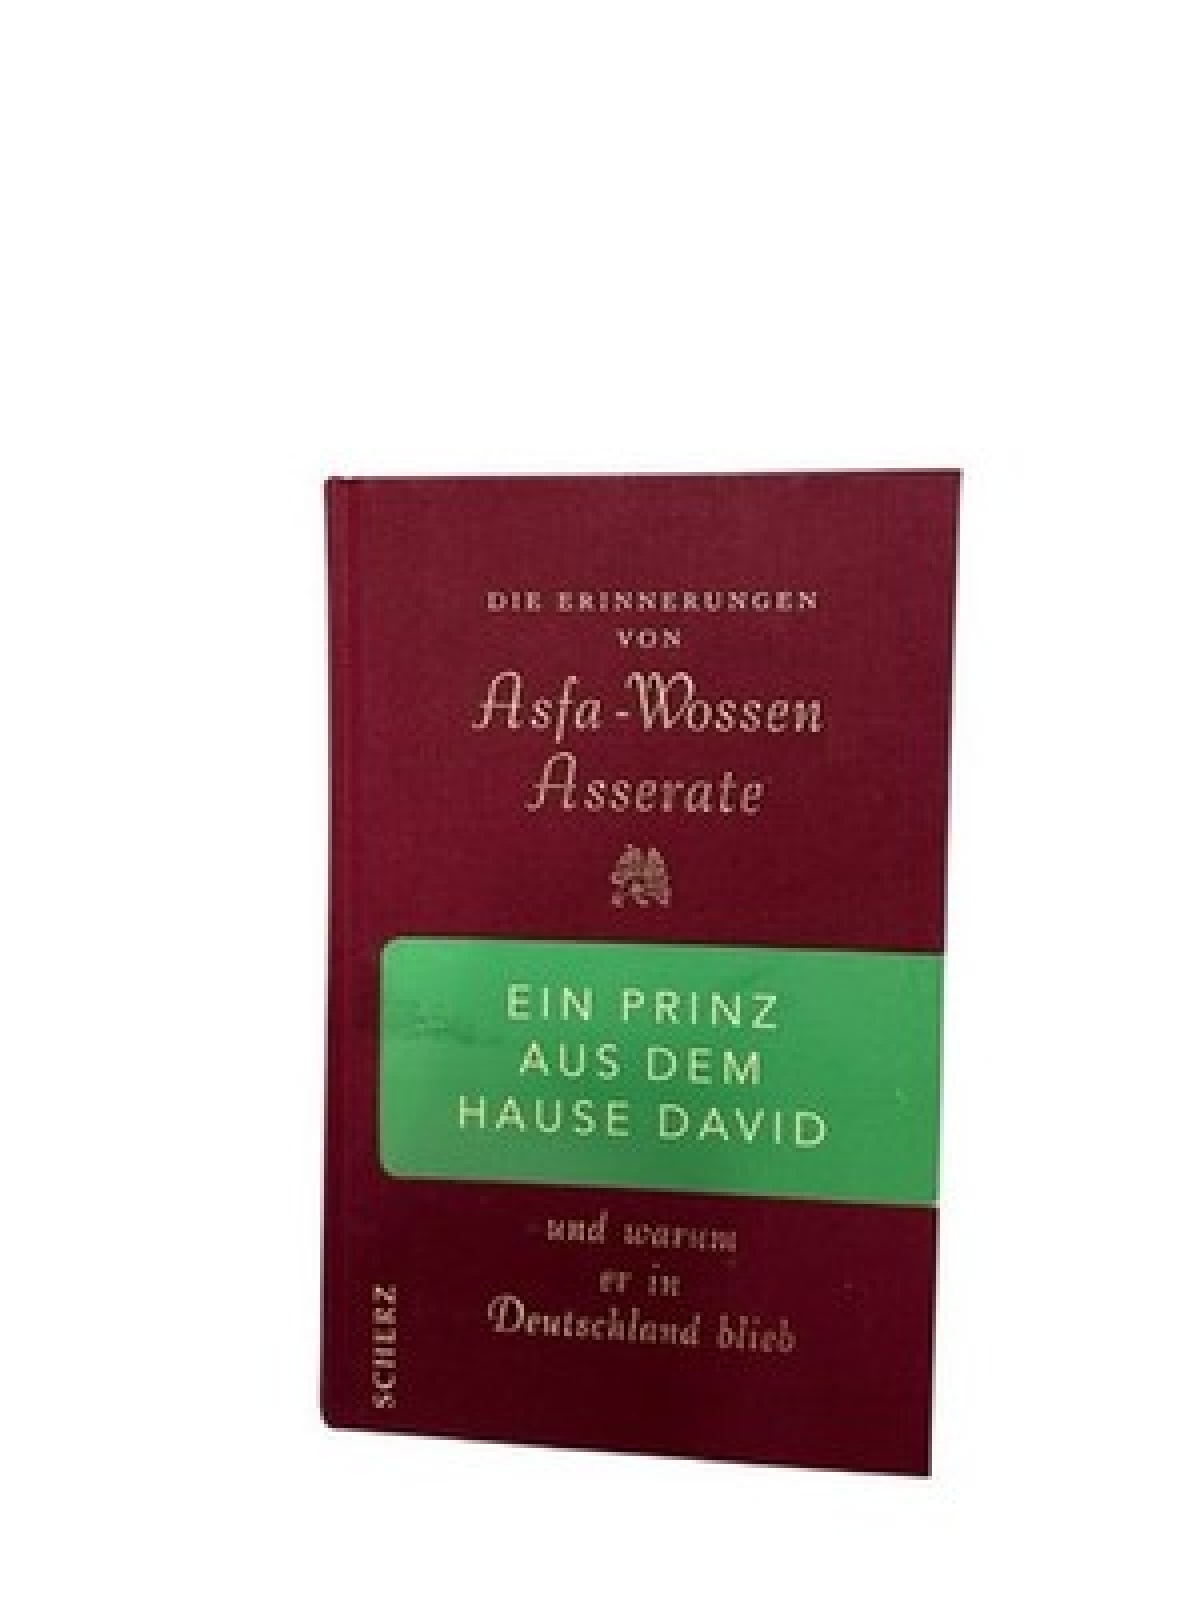 DIE ERINNERUNGEN
VON
Asfa-Wossen
Asserate
EIN PRINZ
AUS DEM
HAUSE DAVID
und warum
er in
Deutschland blieb
SCHERZ